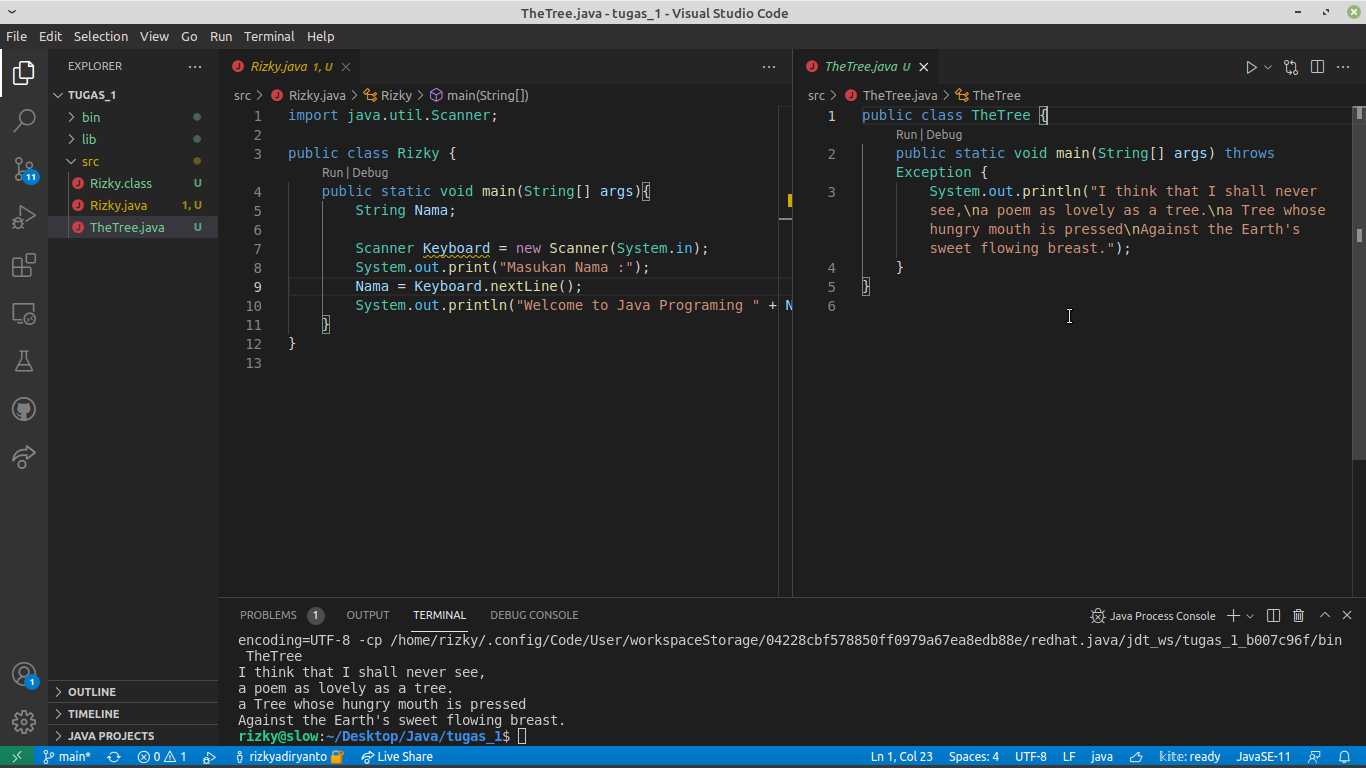 TheTree.java - tugas_1 - Visual Studio Code
File Edit Selection View Go Run Terminal Help
EXPLORER
TUGAS_1
bin
lib
src
Rizky.class U
Rizky.java 1, U
TheTree.java U
OUTLINE
TIMELINE
JAVA PROJECTS
11
1
Rizky.java 1, U
src > Rizky.java > Rizky > main(String[])
1 import java.util.Scanner;
2
3 public class Rizky {
Run | Debug
4 public static void main(String[] args){
5 String Nama;
6
7 Scanner Keyboard = new Scanner(System.in);
8 System.out.print("Masukan Nama :");
9 Nama = Keyboard.nextLine();
10 System.out.println("Welcome to Java Programing " + N
11 }
12 }
13
TheTree.java U
src > TheTree.java > TheTree
1 public class TheTree {
Run | Debug
2 public static void main(String[] args) throws
Exception {
3 System.out.println("I think that I shall never
see,\na poem as lovely as a tree.\na Tree whose
hungry mouth is pressed\nAgainst the Earth's
sweet flowing breast.");
4 }
5 }
6
PROBLEMS 1 OUTPUT TERMINAL DEBUG CONSOLE
Java Process Console
encoding=UTF-8 -cp /home/rizky/.config/Code/User/workspaceStorage/04228cbf578850ff0979a67ea8edb88e/redhat.java/jdt_ws/tugas_1_b007c96f/bin
TheTree
I think that I shall never see,
a poem as lovely as a tree.
a Tree whose hungry mouth is pressed
Against the Earth's sweet flowing breast.
rizky@slow:~/Desktop/Java/tugas_1$
main* 0 1 rizkyadiryanto Live Share Ln 1, Col 23 Spaces: 4 UTF-8 LF java kite: ready JavaSE-11